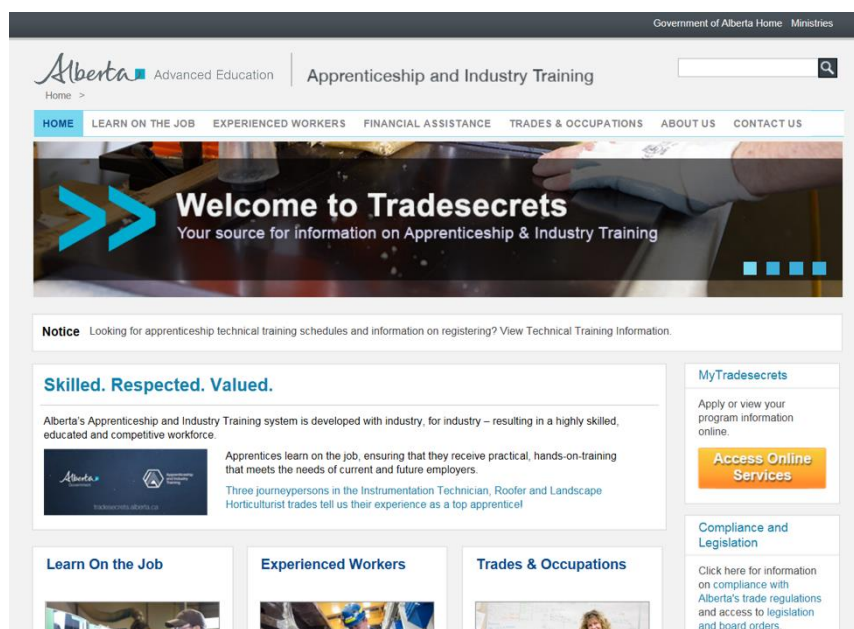 Government of Alberta Home Ministries
Alberta Advanced Education Apprenticeship and Industry Training
Home >
HOME LEARN ON THE JOB EXPERIENCED WORKERS FINANCIAL ASSISTANCE TRADES & OCCUPATIONS ABOUT US CONTACT US
>> Welcome to Tradesecrets
Your source for information on Apprenticeship & Industry Training
Notice Looking for apprenticeship technical training schedules and information on registering? View Technical Training Information.
Skilled. Respected. Valued.
Alberta's Apprenticeship and Industry Training system is developed with industry, for industry – resulting in a highly skilled,
educated and competitive workforce.
Alberta
Government
Apprenticeship
and Industry
Training
tradesecrets.alberta.ca
Apprentices learn on the job, ensuring that they receive practical, hands-on-training
that meets the needs of current and future employers.
Three journeypersons in the Instrumentation Technician, Roofer and Landscape
Horticulturist trades tell us their experience as a top apprentice!
MyTradesecrets
Apply or view your
program information
online.
Access Online
Services
Compliance and
Legislation
Click here for information
on compliance with
Alberta's trade regulations
and access to legislation
and board orders.
Learn On the Job
Experienced Workers
Trades & Occupations